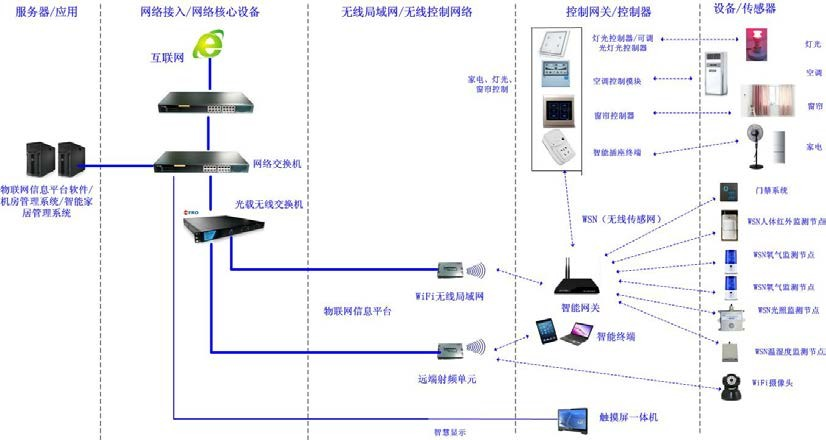 服务器/应用
网络接入/网络核心设备
无线局域网/无线控制网络
控制网关/控制器
设备/传感器
互联网
网络交换机
物联网信息平台软件/
机房管理系统/智能家
居管理系统
光载无线交换机
物联网信息平台
WiFi无线局域网
远端射频单元
智慧显示
家电、灯光、
窗帘控制
灯光控制器/可调
光灯光控制器
空调控制模块
窗帘控制器
智能插座终端
WSN（无线传感网）
智能网关
智能终端
触摸屏一体机
灯光
空调
窗帘
家电
门禁系统
WSN人体红外监测节点
WSN氧气监测节点
WSN氧气监测节点
WSN光照监测节点
WSN温湿度监测节点
WiFi摄像头